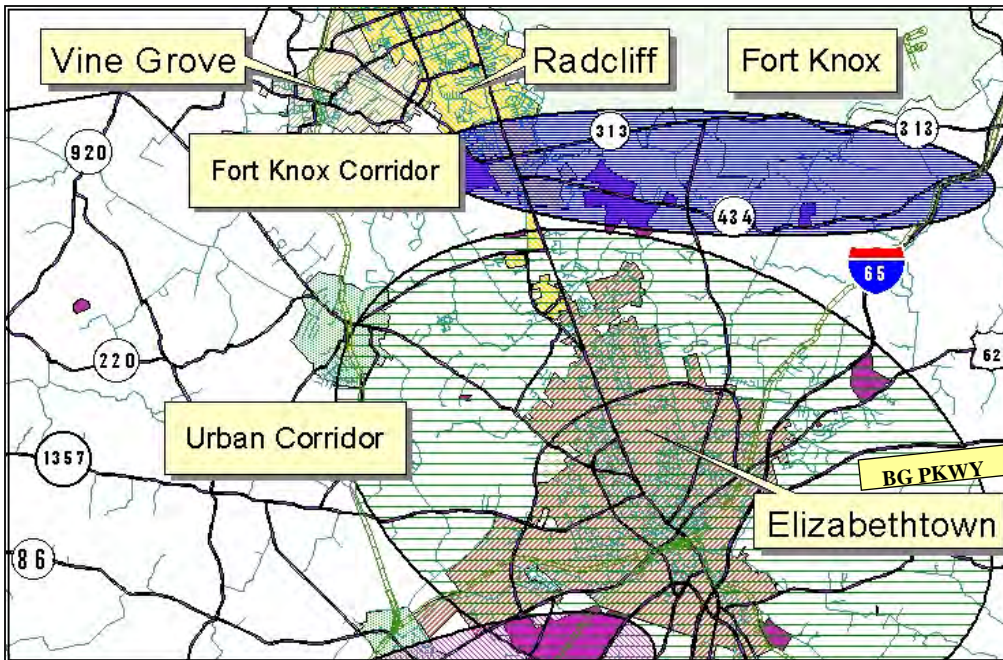 Vine Grove
Radcliff
Fort Knox
313
313
920
Fort Knox Corridor
434
65
220
62
Urban Corridor
1357
BG PKWY
Elizabethtown
86